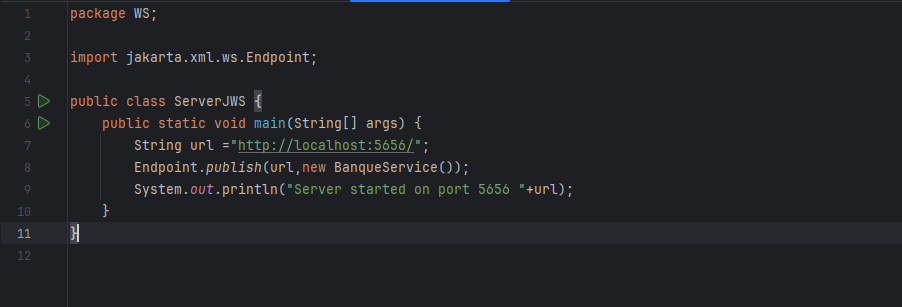 1 package WS;
2
3 import jakarta.xml.ws.Endpoint;
4
5 public class ServerJWS {
6     public static void main(String[] args) {
7         String url ="http://localhost:5656/";
8         Endpoint.publish(url,new BanqueService());
9         System.out.println("Server started on port 5656 "+url);
10     }
11 }
12